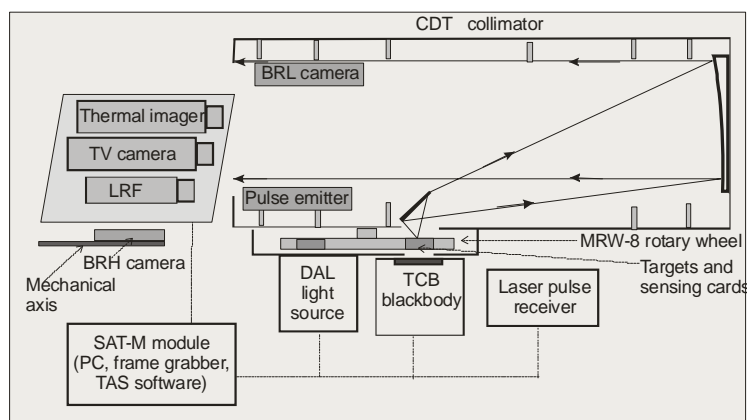 CDT collimator
BRL camera
Thermal imager
TV camera
LRF
Pulse emitter
BRH camera
Mechanical
axis
MRW-8 rotary wheel
Targets and
sensing cards
DAL
light
source
TCB
blackbody
Laser pulse
receiver
SAT-M module
(PC, frame grabber,
TAS software)